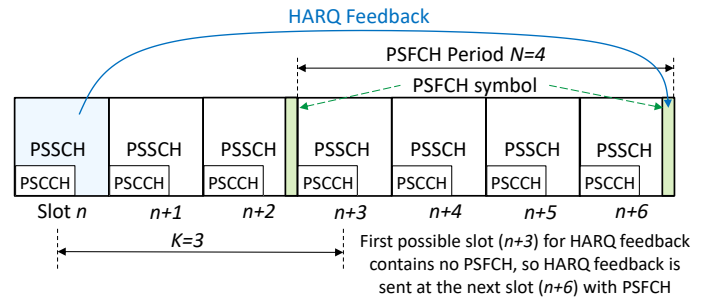 HARQ Feedback
PSFCH Period N=4
PSFCH symbol
PSSCH PSSCH PSSCH PSSCH PSSCH PSSCH PSSCH
PSCCH PSCCH PSCCH PSCCH PSCCH PSCCH PSCCH
Slot n n+1 n+2 n+3 n+4 n+5 n+6
K=3
First possible slot (n+3) for HARQ feedback
contains no PSFCH, so HARQ feedback is
sent at the next slot (n+6) with PSFCH